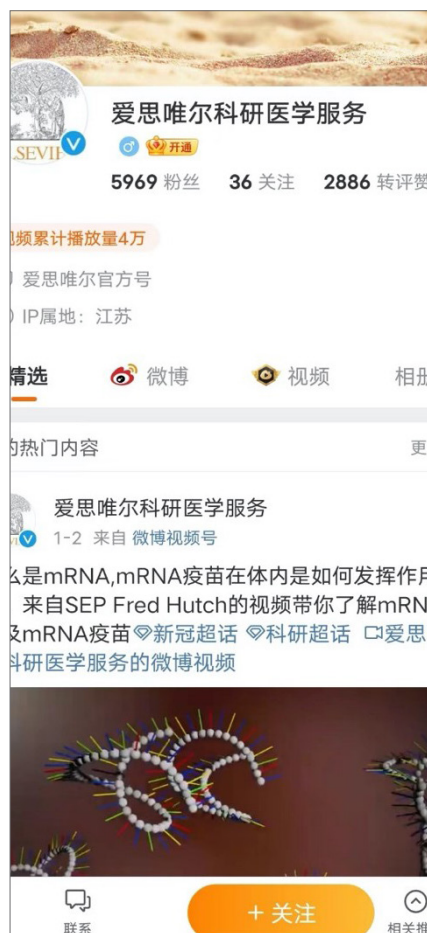 爱思唯尔科研医学服务
开通
SEVI
5969 粉丝 36 关注 2886 转评赞
频累计播放量4万
爱思唯尔官方号
IP属地：江苏
精选 微博 视频 相册
的热门内容 更
爱思唯尔科研医学服务
1-2 来自 微博视频号
么是mRNA,mRNA疫苗在体内是如何发挥作用
来自SEP Fred Hutch的视频带你了解mRN
及mRNA疫苗 新冠超话 科研超话 爱思
科研医学服务的微博视频
联系 + 关注 相关推